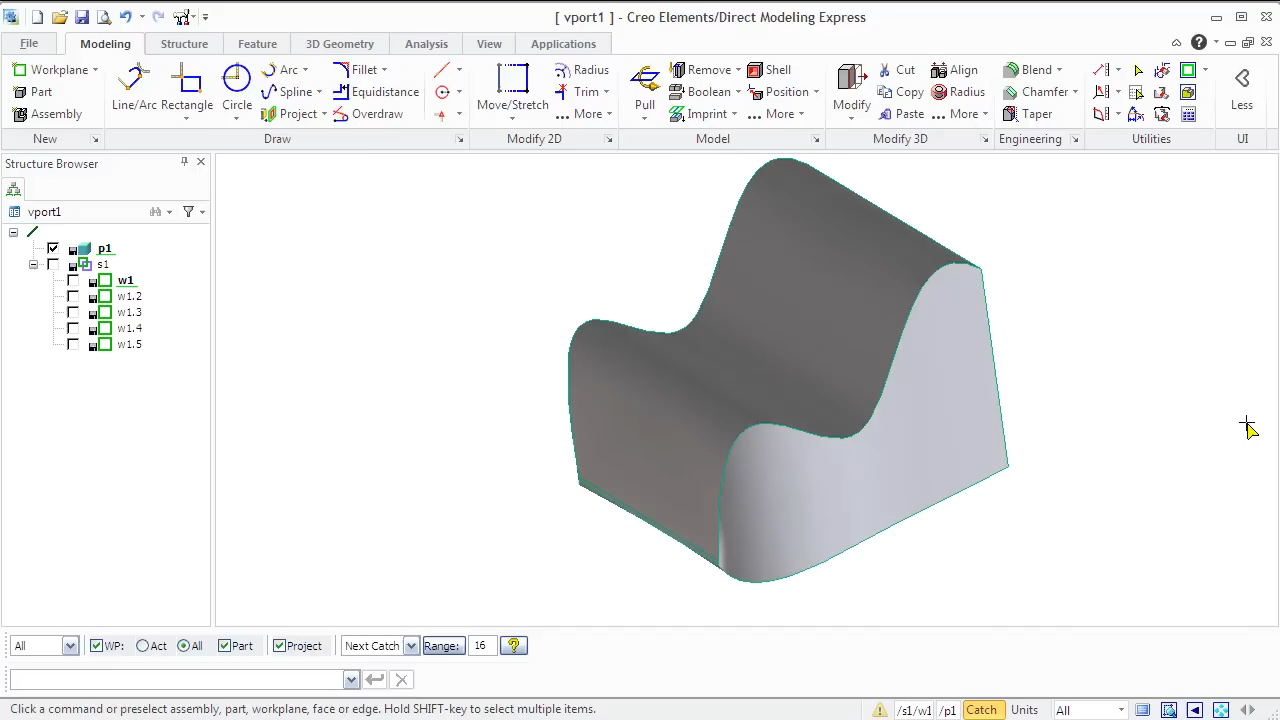 [ vport1 ] - Creo Elements/Direct Modeling Express
File Modeling Structure Feature 3D Geometry Analysis View Applications
Workplane Line/Arc Rectangle Circle Arc Fillet Move/Stretch Radius Pull Remove Shell Modify Cut Align Blend Less
Part Spline Equidistance Trim Boolean Position Copy Radius Chamfer
Assembly Project Overdraw More Imprint More Paste More Taper
New Draw Modify 2D Model Modify 3D Engineering Utilities UI
Structure Browser
vport1
p1
s1
w1
w1.2
w1.3
w1.4
w1.5
All WP: Act All Part Project Next Catch Range: 16 ?
Click a command or preselect assembly, part, workplane, face or edge. Hold SHIFT-key to select multiple items. /s1/w1 /p1 Catch Units All